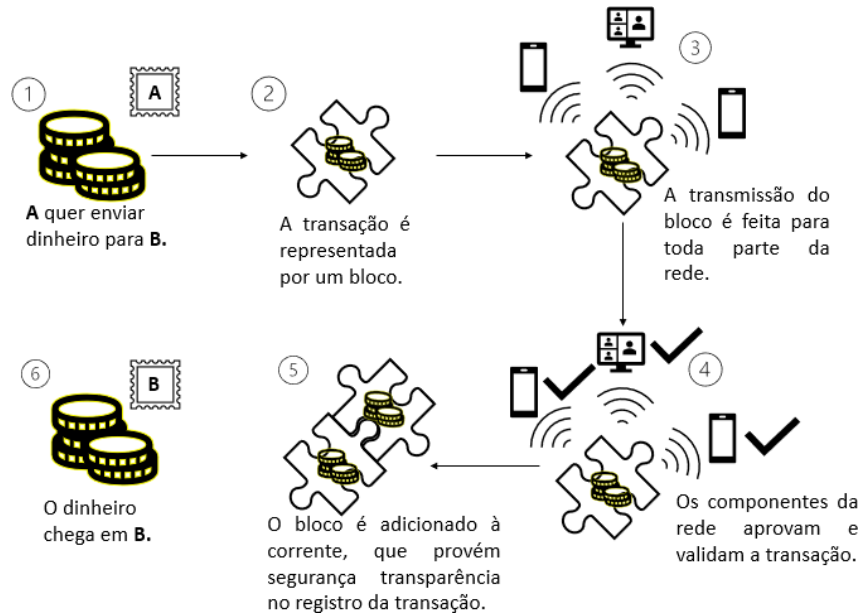 1
A
A quer enviar
dinheiro para B.
2
A transação é
representada
por um bloco.
3
A transmissão do
bloco é feita para
toda parte da
rede.
4
Os componentes da
rede aprovam e
validam a transação.
5
O bloco é adicionado à
corrente, que provém
segurança transparência
no registro da transação.
6
B
O dinheiro
chega em B.